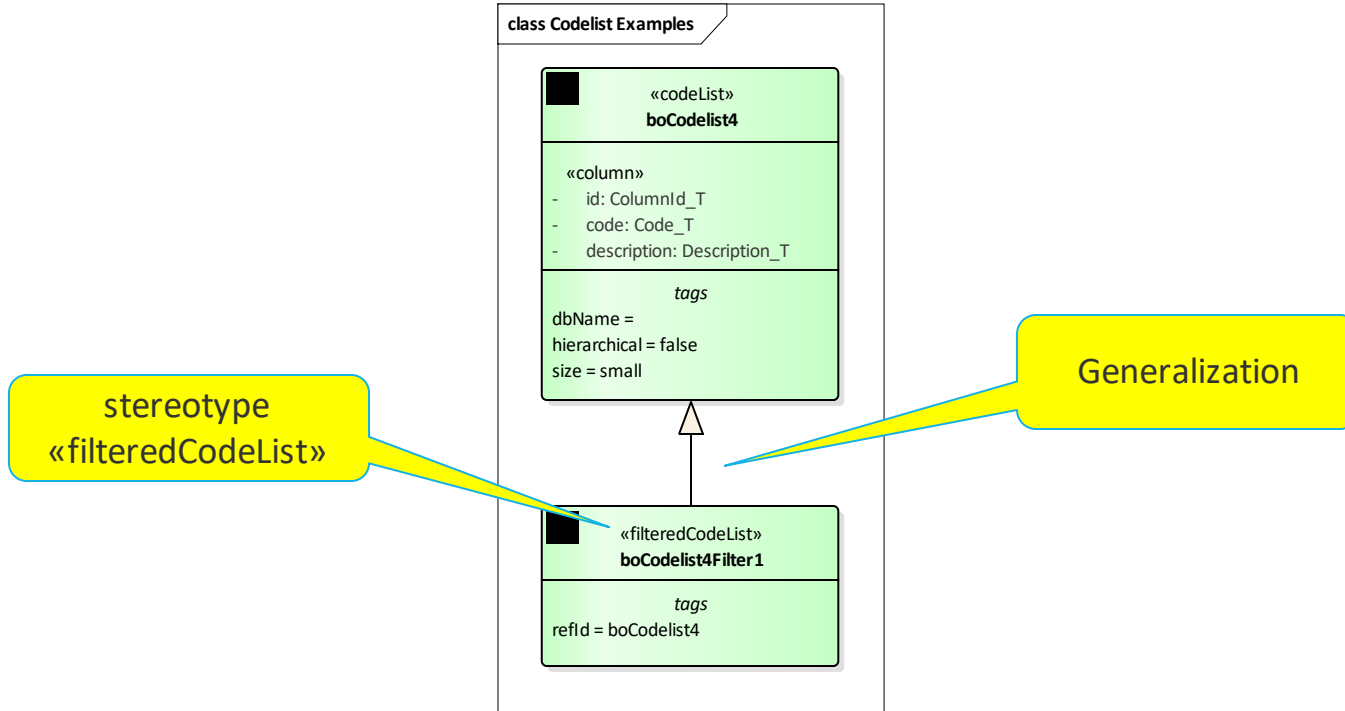 class Codelist Examples
«codeList»
boCodelist4
«column»
- id: ColumnId_T
- code: Code_T
- description: Description_T
tags
dbName =
hierarchical = false
size = small
stereotype
«filteredCodeList»
Generalization
«filteredCodeList»
boCodelist4Filter1
tags
refId = boCodelist4